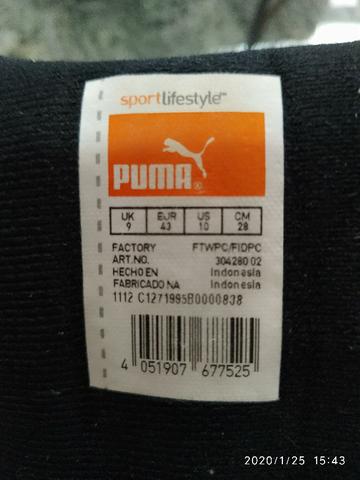 sportlifestyle™
PUMA®
UK EUR US CM
9 43 10 28
FACTORY FTWPC/FIDPC
ART.NO. 304280 02
HECHO EN Indonesia
FABRICADO NA Indonesia
1112 C1271995B0000838
4 051907 677525
2020/1/25 15:43